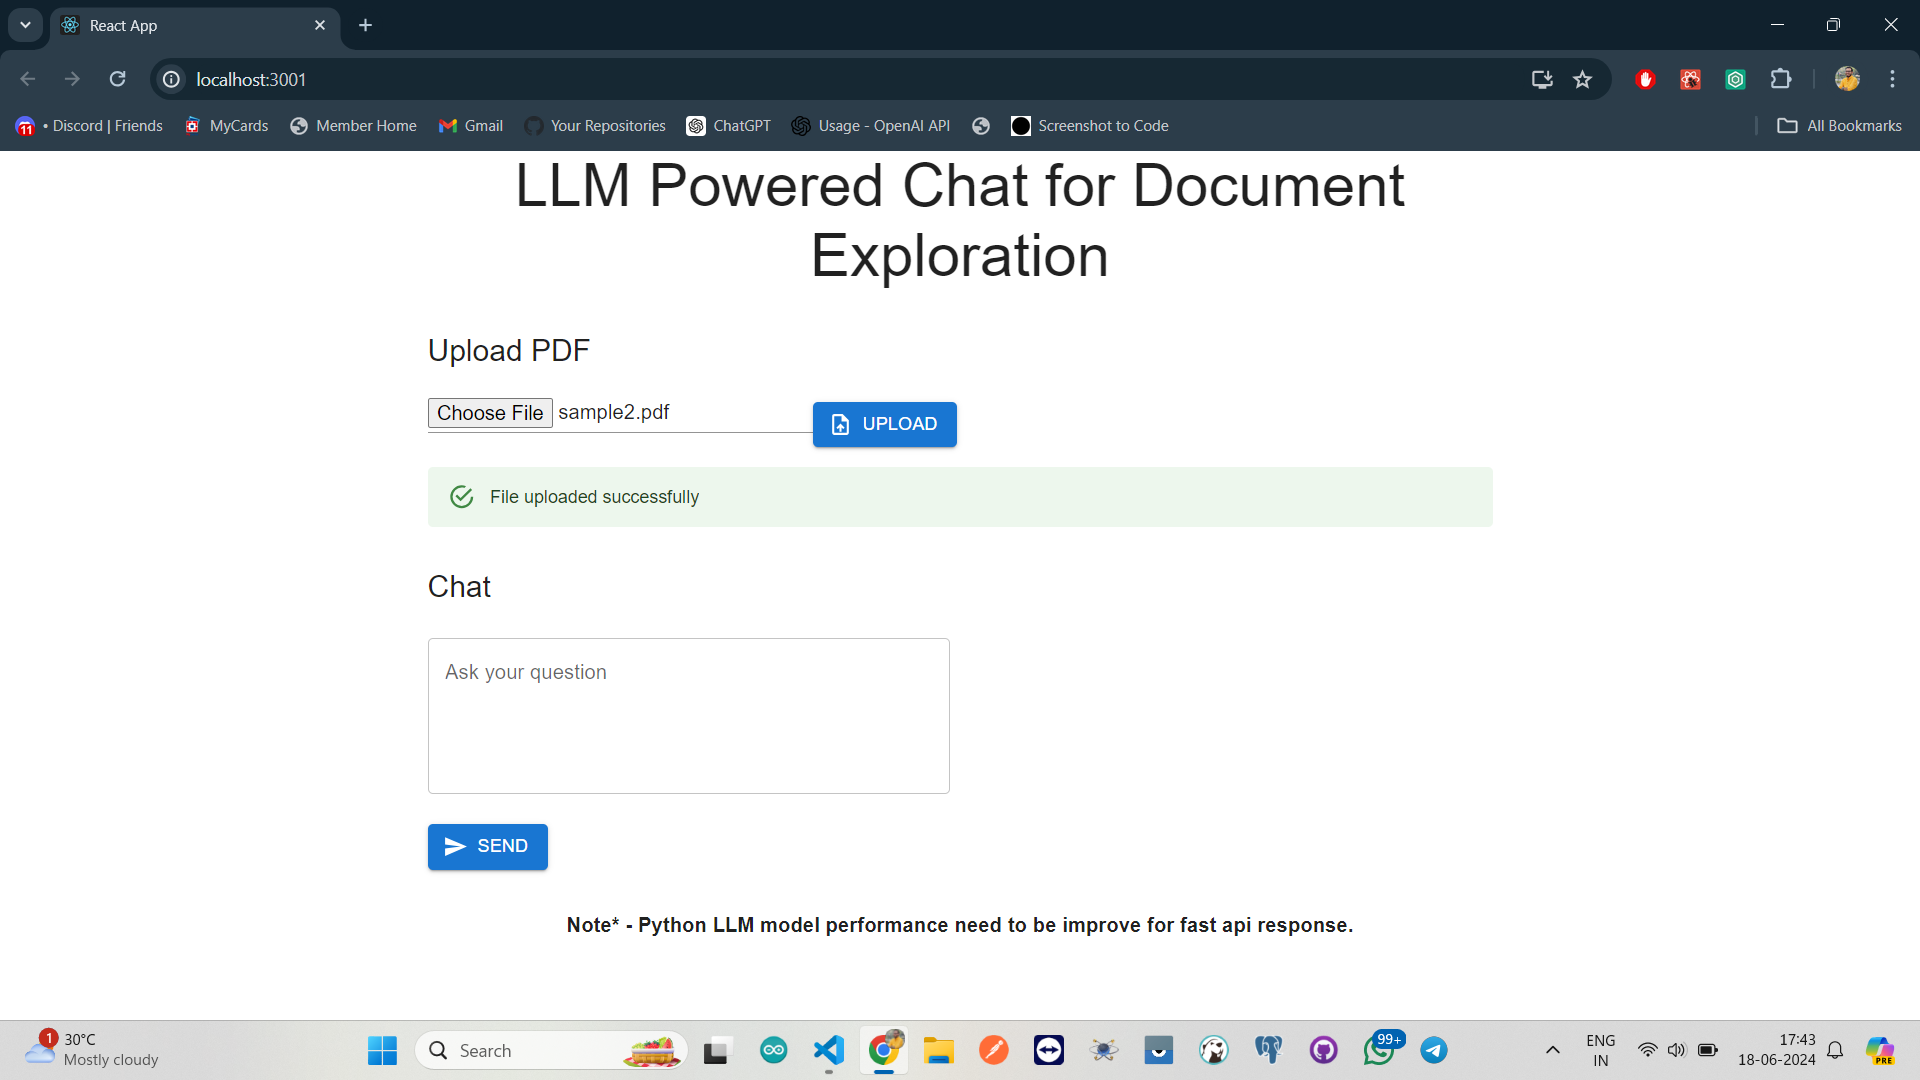 React App
localhost:3001
11
• Discord | Friends
MyCards
Member Home
Gmail
Your Repositories
ChatGPT
Usage - OpenAI API
Screenshot to Code
All Bookmarks
LLM Powered Chat for Document
Exploration
Upload PDF
Choose File sample2.pdf
UPLOAD
File uploaded successfully
Chat
Ask your question
SEND
Note* - Python LLM model performance need to be improve for fast api response.
1
30°C
Mostly cloudy
Search
99+
ENG
IN
17:43
18-06-2024
PRE